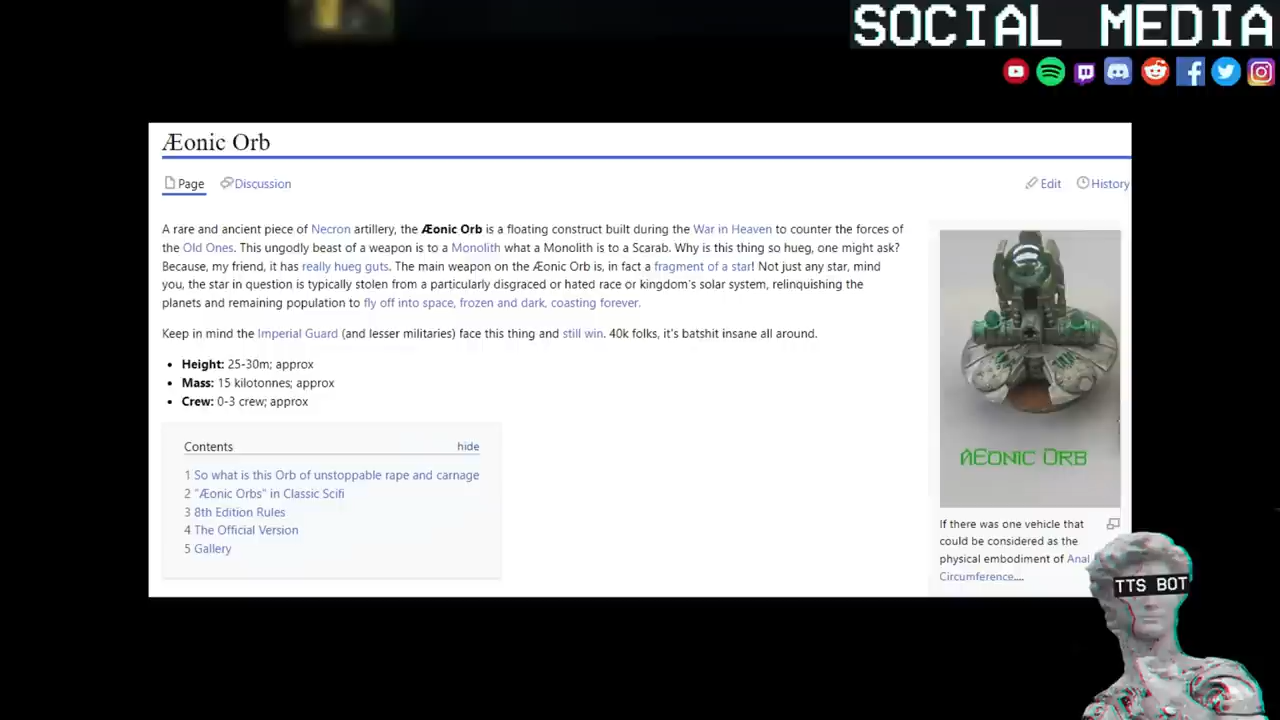 SOCIAL MEDIA
Æonic Orb
Page
Discussion
Edit
History
A rare and ancient piece of Necron artillery, the Æonic Orb is a floating construct built during the War in Heaven to counter the forces of
the Old Ones. This ungodly beast of a weapon is to a Monolith what a Monolith is to a Scarab. Why is this thing so hueg, one might ask?
Because, my friend, it has really hueg guts. The main weapon on the Æonic Orb is, in fact a fragment of a star! Not just any star, mind
you, the star in question is typically stolen from a particularly disgraced or hated race or kingdom's solar system, relinquishing the
planets and remaining population to fly off into space, frozen and dark, coasting forever.
Keep in mind the Imperial Guard (and lesser militaries) face this thing and still win. 40k folks, it's batshit insane all around.
• Height: 25-30m; approx
• Mass: 15 kilotonnes; approx
• Crew: 0-3 crew; approx
Contents
hide
1 So what is this Orb of unstoppable rape and carnage
2 "Æonic Orbs" in Classic Scifi
3 8th Edition Rules
4 The Official Version
5 Gallery
ÆONIC ORB
If there was one vehicle that
could be considered as the
physical embodiment of Anal
Circumference....
TTS BOT